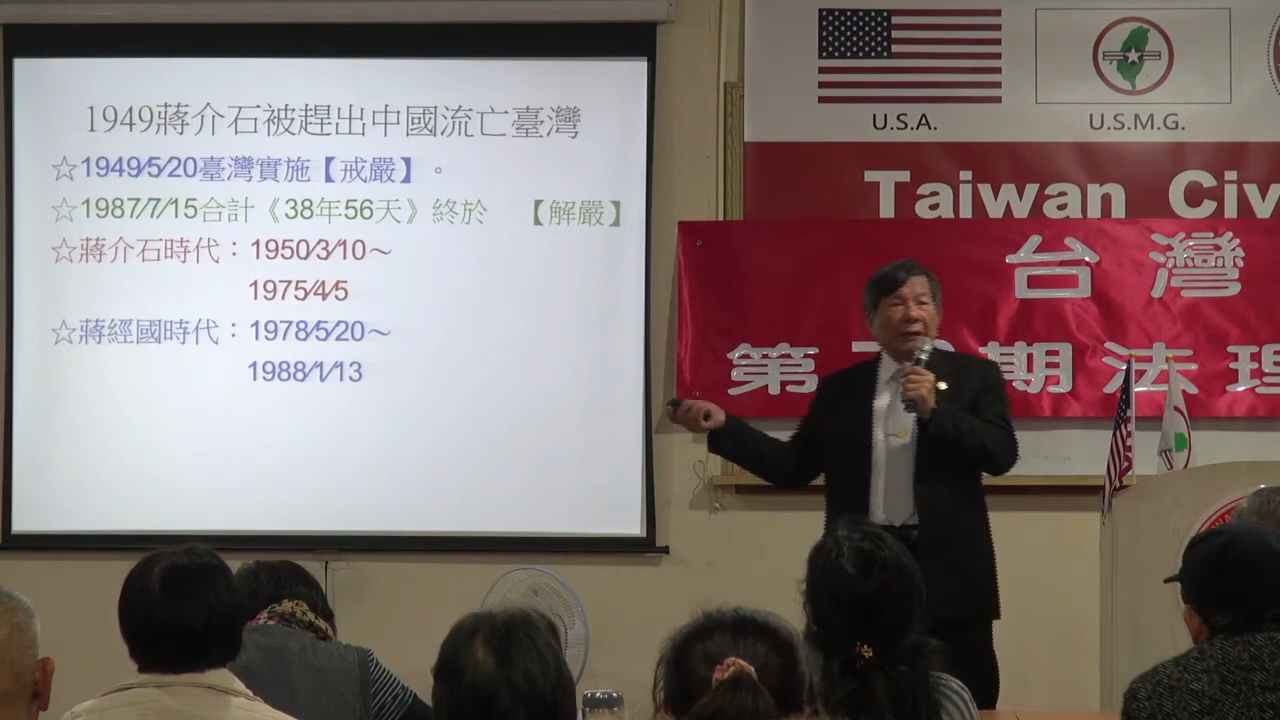 1949蔣介石被趕出中國流亡臺灣
☆1949/5/20臺灣實施【戒嚴】。
☆1987/7/15合計《38年56天》終於 【解嚴】
☆蔣介石時代：1950/3/10～
1975/4/5
☆蔣經國時代：1978/5/20～
1988/1/13
U.S.A.
U.S.M.G.
Taiwan Civ
台灣
第 期法理